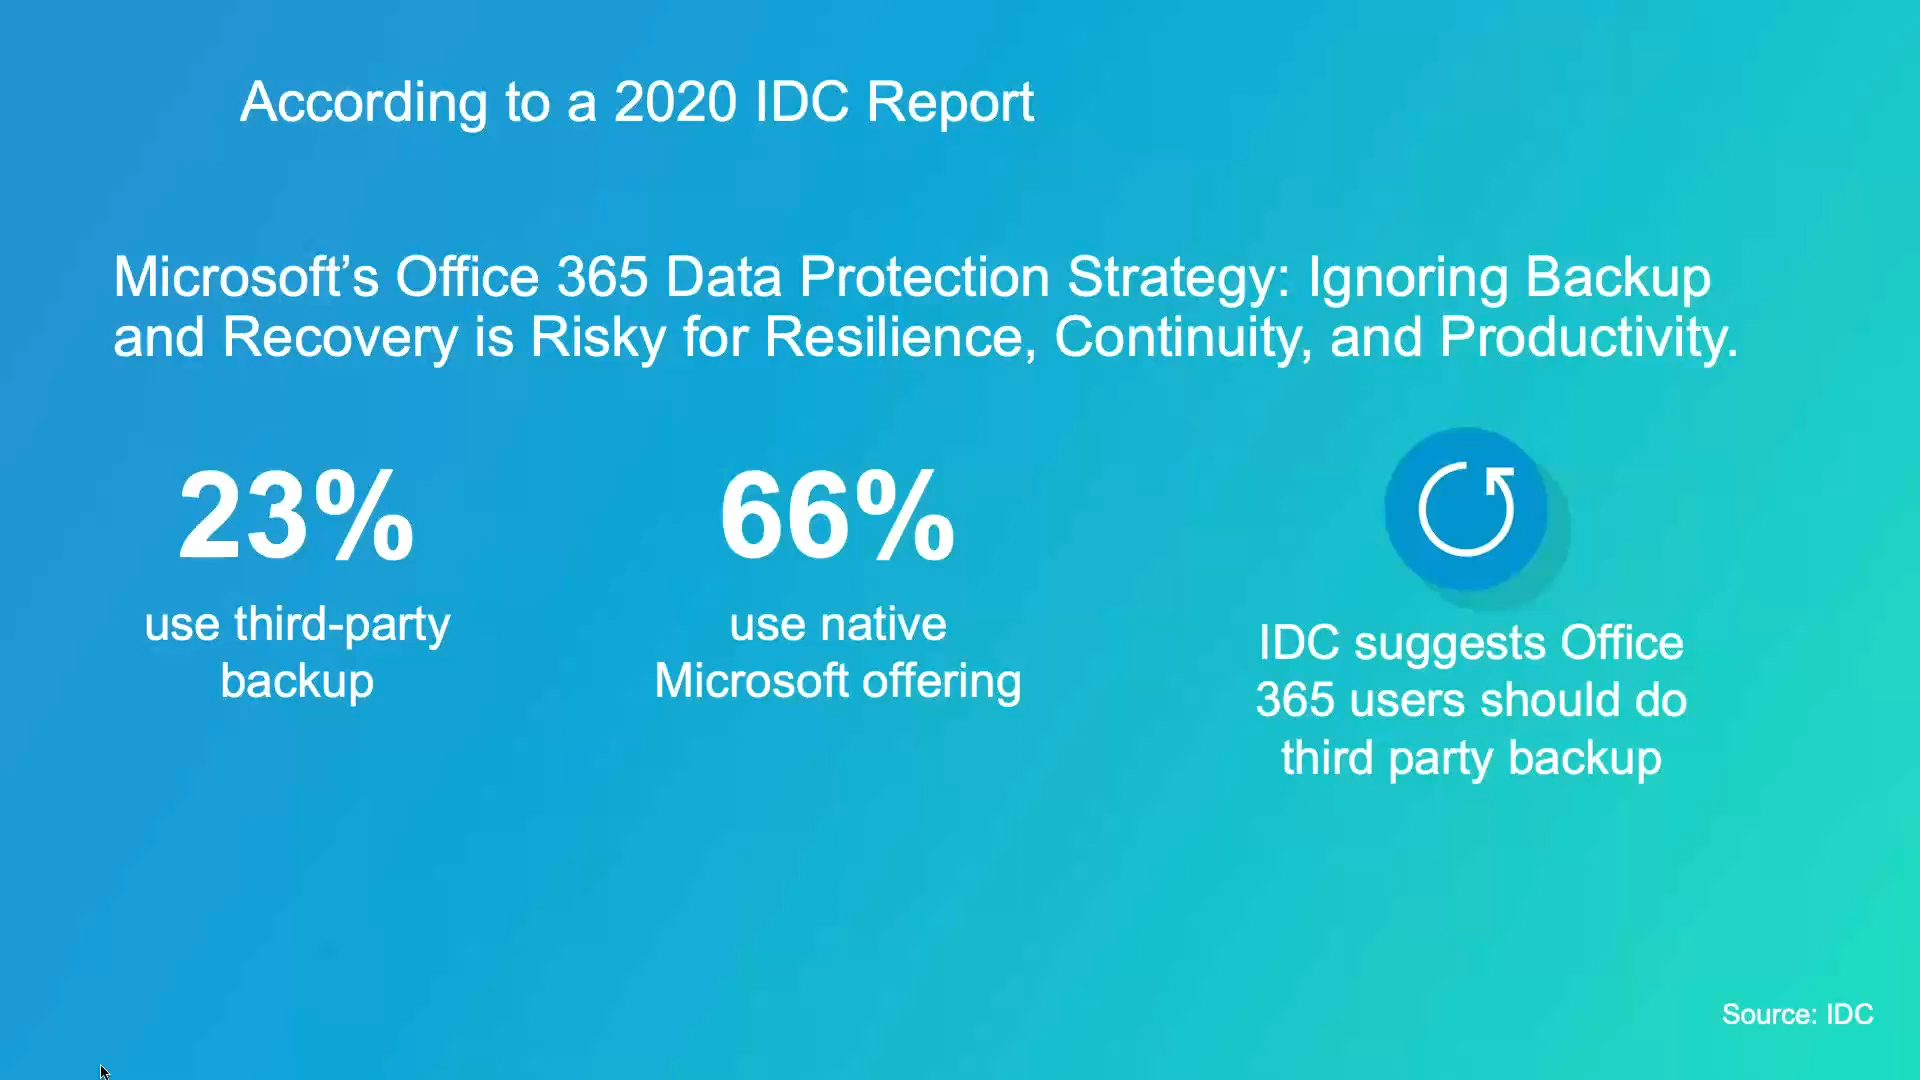 According to a 2020 IDC Report
Microsoft’s Office 365 Data Protection Strategy: Ignoring Backup
and Recovery is Risky for Resilience, Continuity, and Productivity.
23%
use third-party
backup
66%
use native
Microsoft offering
IDC suggests Office
365 users should do
third party backup
Source: IDC